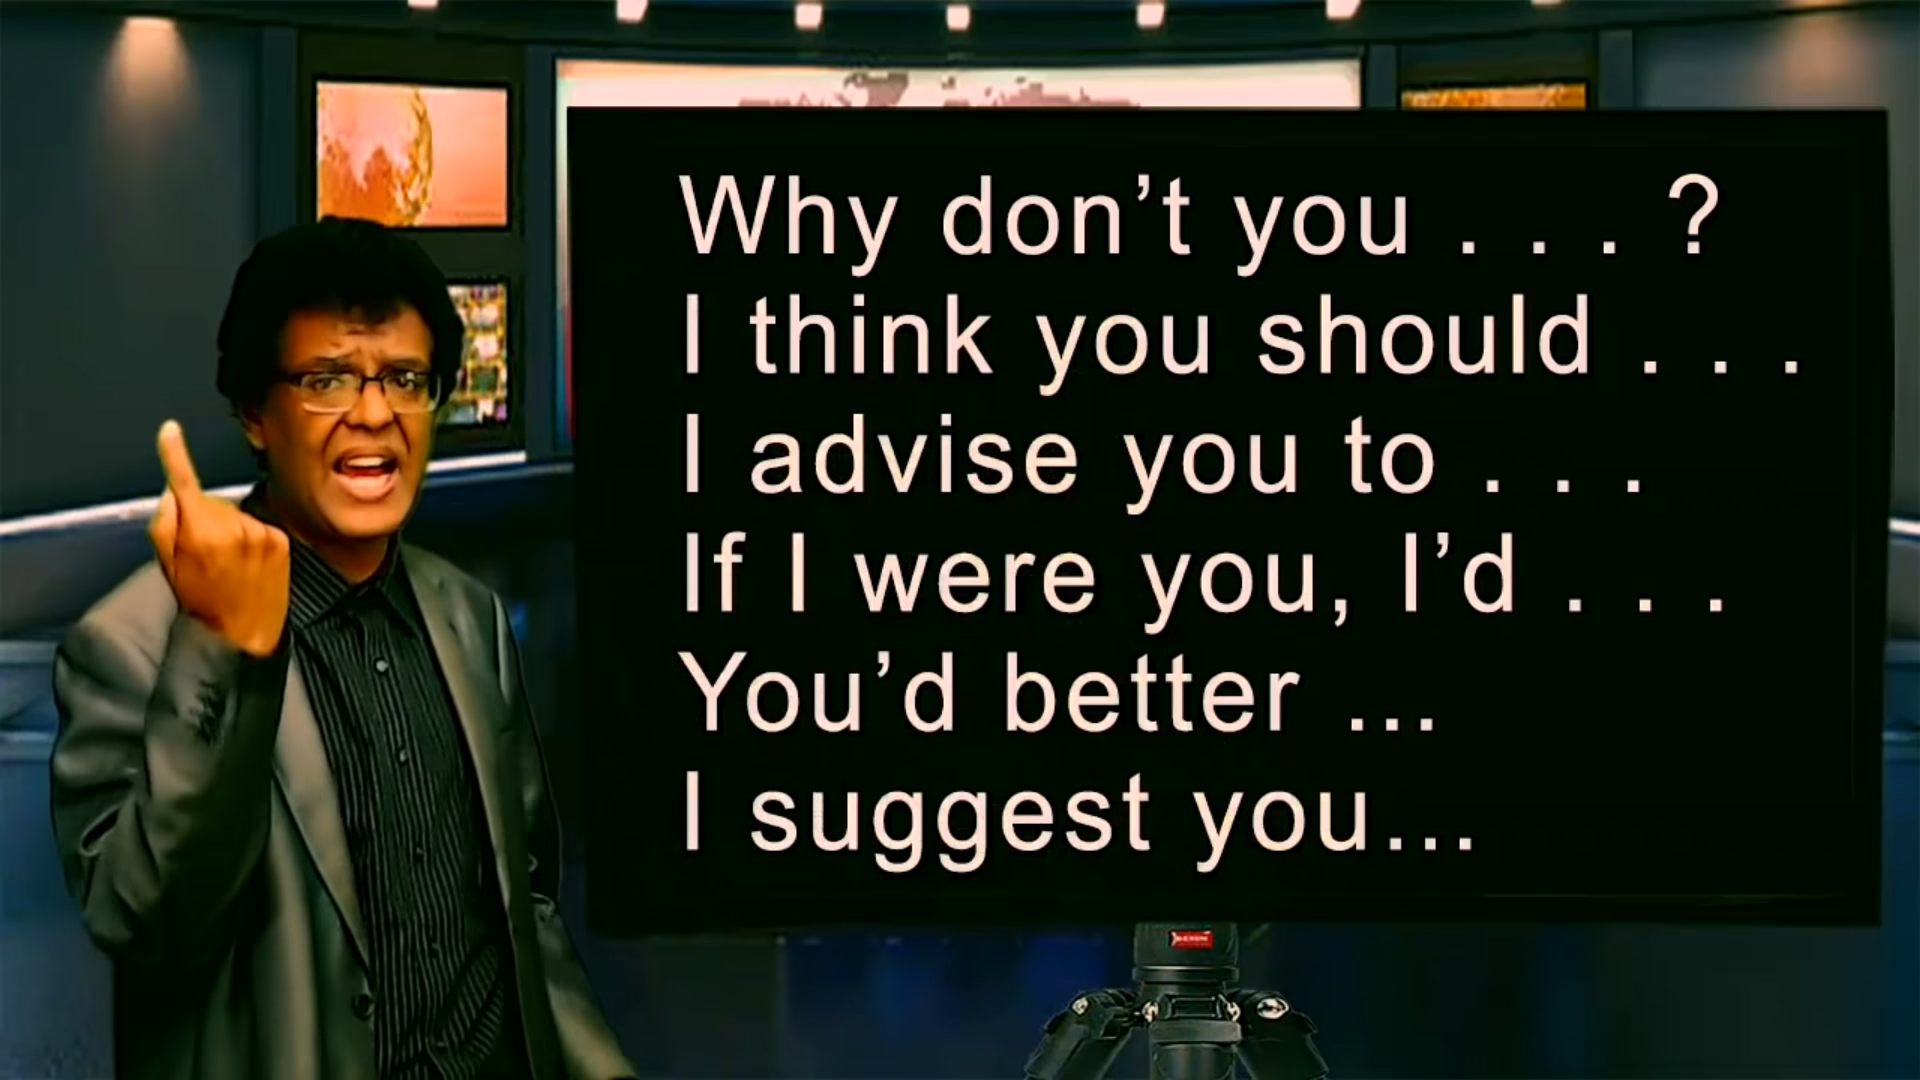 Why don’t you . . . ?
I think you should . . .
I advise you to . . .
If I were you, I’d . . .
You’d better ...
I suggest you...